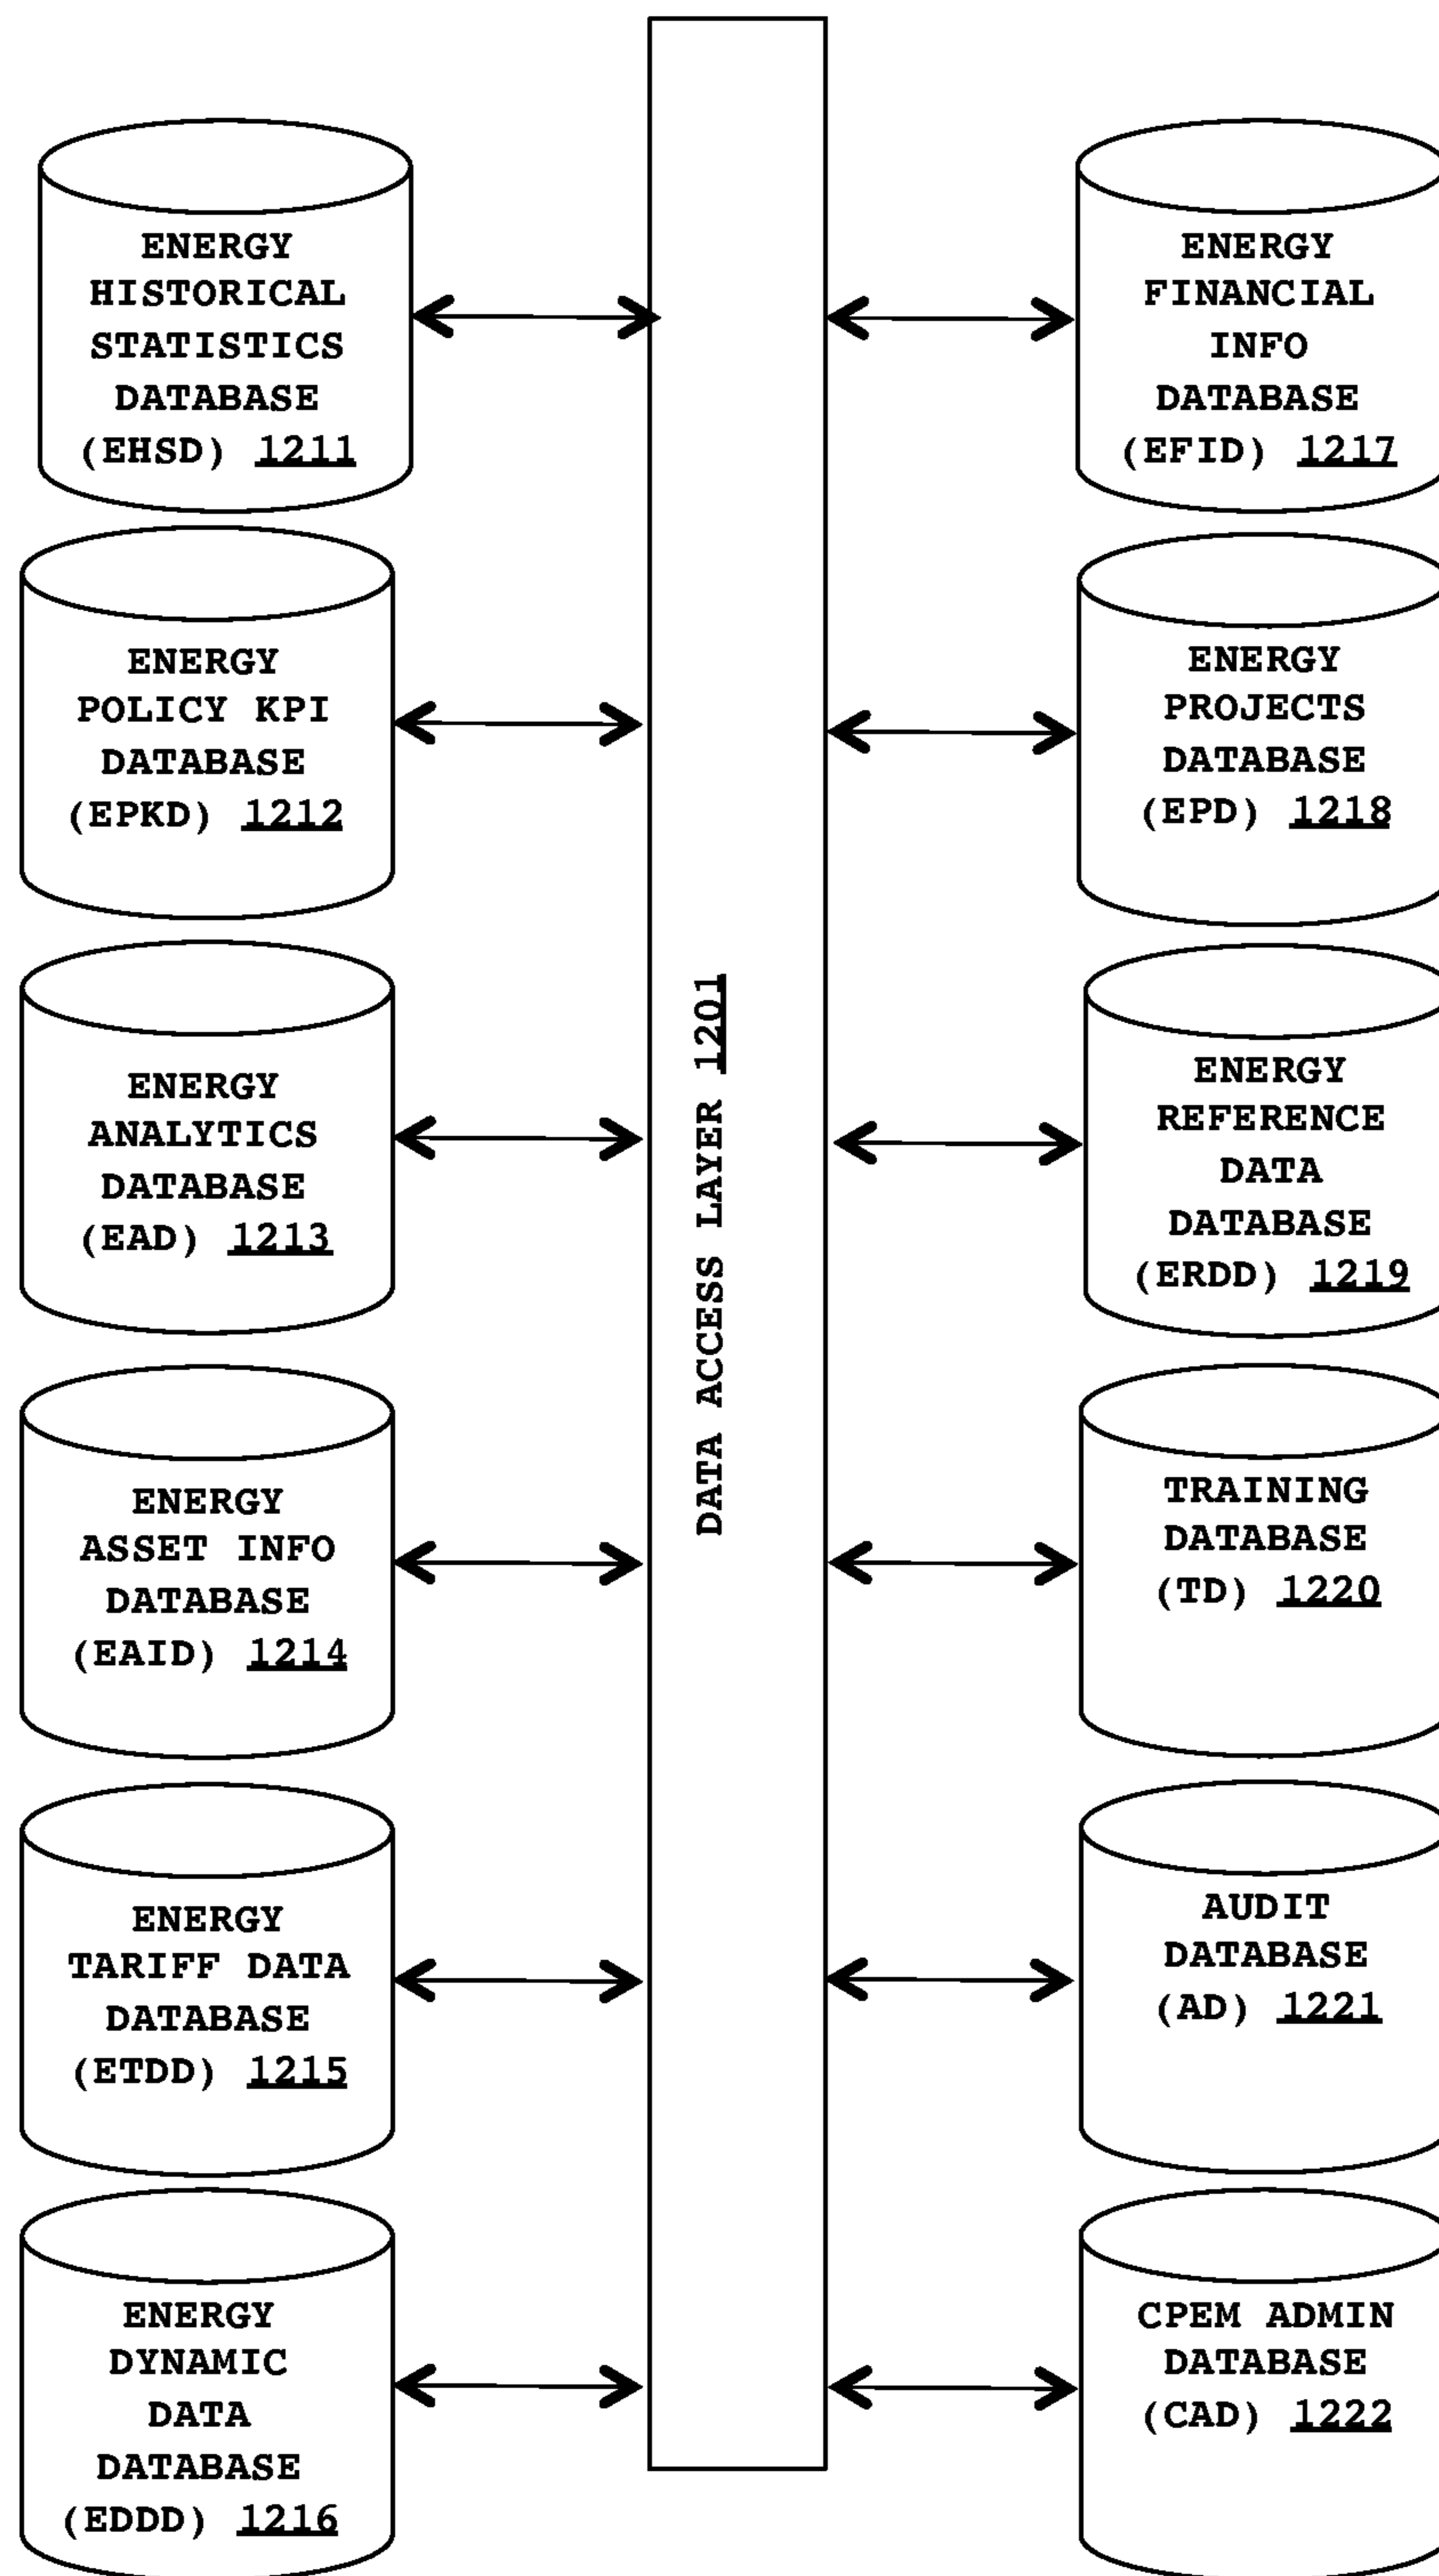 ENERGY
HISTORICAL
STATISTICS
DATABASE
(EHSD) 1211
ENERGY
POLICY KPI
DATABASE
(EPKD) 1212
ENERGY
ANALYTICS
DATABASE
(EAD) 1213
ENERGY
ASSET INFO
DATABASE
(EAID) 1214
ENERGY
TARIFF DATA
DATABASE
(ETDD) 1215
ENERGY
DYNAMIC
DATA
DATABASE
(EDDD) 1216
DATA ACCESS LAYER 1201
ENERGY
FINANCIAL
INFO
DATABASE
(EFID) 1217
ENERGY
PROJECTS
DATABASE
(EPD) 1218
ENERGY
REFERENCE
DATA
DATABASE
(ERDD) 1219
TRAINING
DATABASE
(TD) 1220
AUDIT
DATABASE
(AD) 1221
CPEM ADMIN
DATABASE
(CAD) 1222